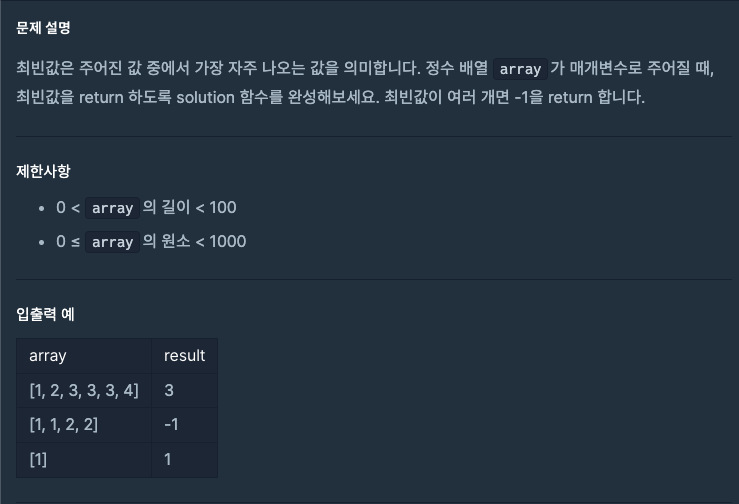 문제 설명
최빈값은 주어진 값 중에서 가장 자주 나오는 값을 의미합니다. 정수 배열 array 가 매개변수로 주어질 때,
최빈값을 return 하도록 solution 함수를 완성해보세요. 최빈값이 여러 개면 -1을 return 합니다.
제한사항
• 0 < array 의 길이 < 100
• 0 ≤ array 의 원소 < 1000
입출력 예
array result
[1, 2, 3, 3, 3, 4] 3
[1, 1, 2, 2] -1
[1] 1